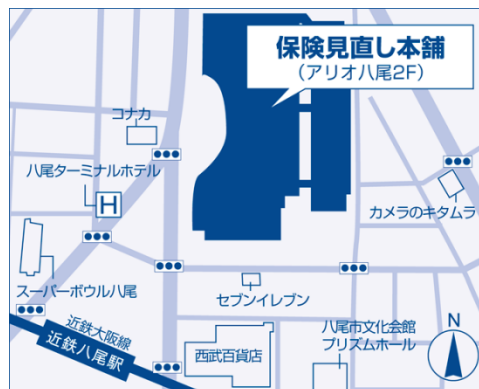 保険見直し本舗
（アリオ八尾2F）
コナカ
八尾ターミナルホテル
H
カメラのキタムラ
スーパーボウル八尾
セブンイレブン
近鉄大阪線
近鉄八尾駅
西武百貨店
八尾市文化会館
プリズムホール
N